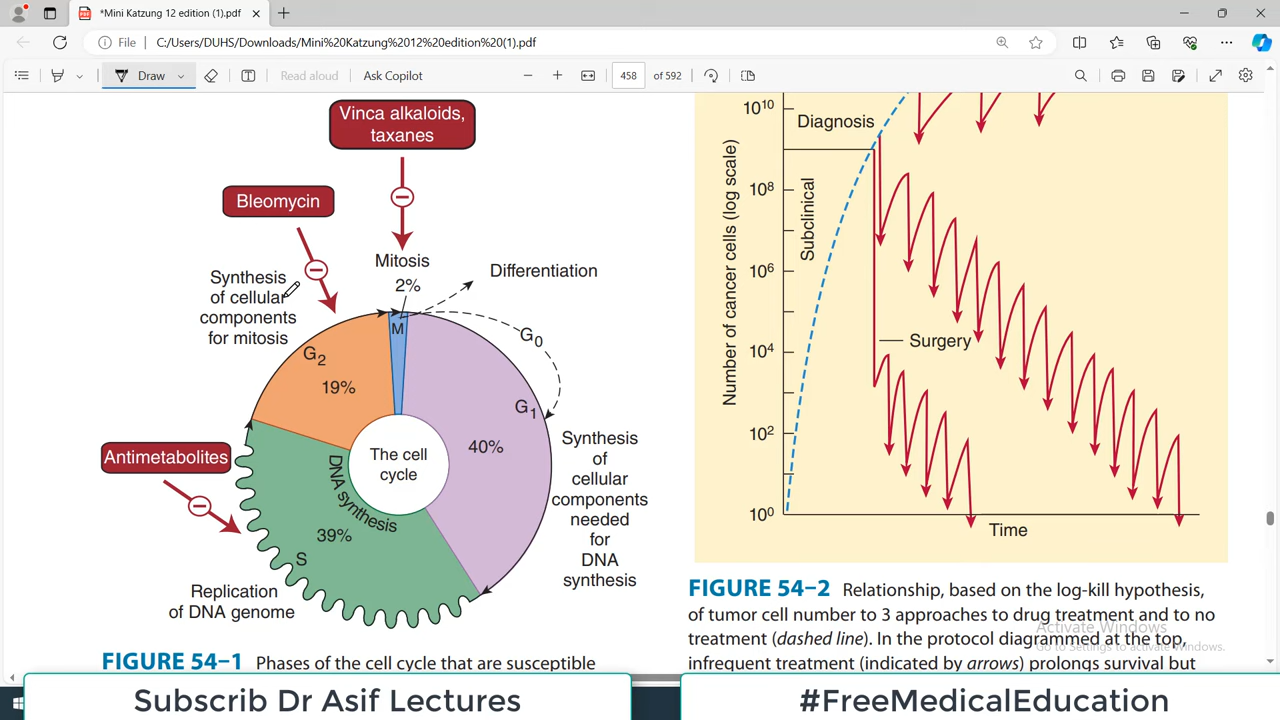 *Mini Katzung 12 edition (1).pdf
File
C:/Users/DUHS/Downloads/Mini%20Katzung%2012%20edition%20(1).pdf
Draw
Read aloud
Ask Copilot
458
of 592
Vinca alkaloids,
taxanes
Bleomycin
Mitosis
2%
Differentiation
Synthesis
of cellular
components
for mitosis
M
G0
G2
19%
G1
40%
The cell
cycle
Synthesis
of
cellular
components
needed
for
DNA
synthesis
Antimetabolites
DNA synthesis
39%
S
Replication
of DNA genome
FIGURE 54–1 Phases of the cell cycle that are susceptible
Number of cancer cells (log scale)
10^10
10^8
10^6
10^4
10^2
10^0
Diagnosis
Subclinical
Surgery
Time
FIGURE 54–2 Relationship, based on the log-kill hypothesis,
of tumor cell number to 3 approaches to drug treatment and to no
treatment (dashed line). In the protocol diagrammed at the top,
infrequent treatment (indicated by arrows) prolongs survival but
Activate Windows
Go to Settings to activate Windows.
Subscrib Dr Asif Lectures
#FreeMedicalEducation